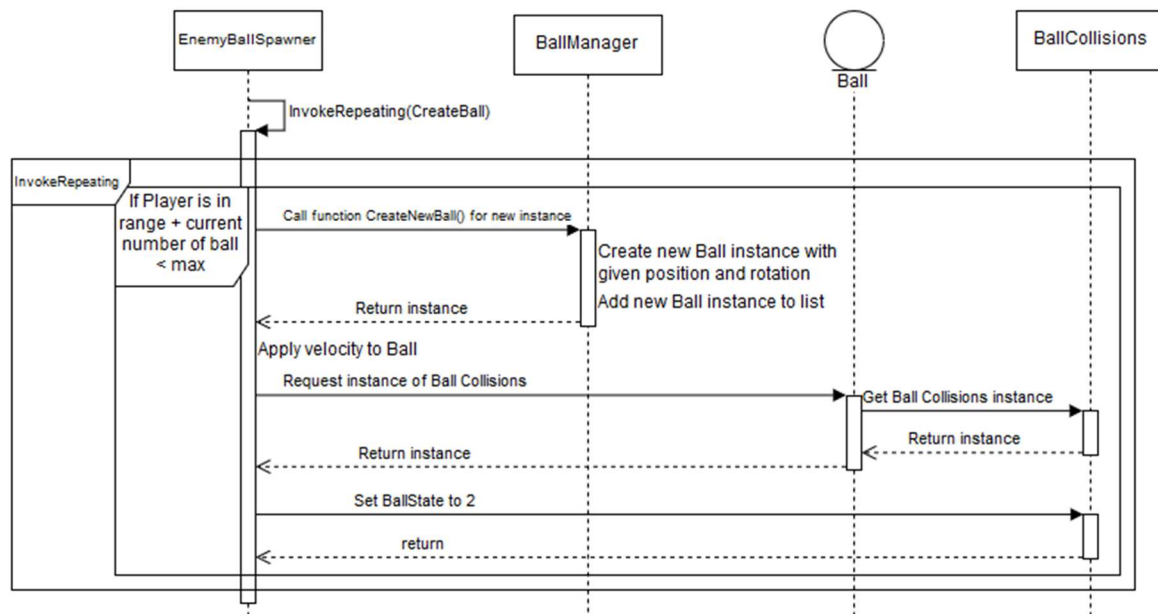 EnemyBallSpawner
BallManager
Ball
BallCollisions
InvokeRepeating(CreateBall)
InvokeRepeating
If Player is in
range + current
number of ball
< max
Call function CreateNewBall() for new instance
Create new Ball instance with
given position and rotation
Add new Ball instance to list
Return instance
Apply velocity to Ball
Request instance of Ball Collisions
Get Ball Collisions instance
Return instance
Return instance
Set BallState to 2
return